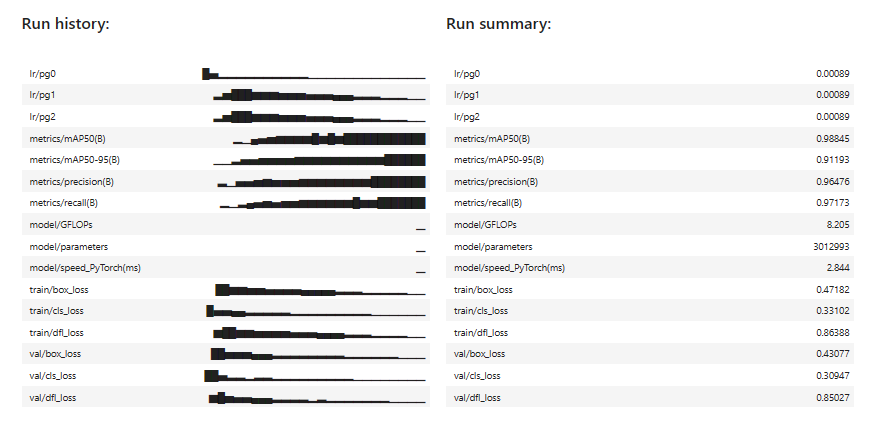 Run history:
lr/pg0
lr/pg1
lr/pg2
metrics/mAP50(B)
metrics/mAP50-95(B)
metrics/precision(B)
metrics/recall(B)
model/GFLOPs
model/parameters
model/speed_PyTorch(ms)
train/box_loss
train/cls_loss
train/dfl_loss
val/box_loss
val/cls_loss
val/dfl_loss
Run summary:
lr/pg0 0.00089
lr/pg1 0.00089
lr/pg2 0.00089
metrics/mAP50(B) 0.98845
metrics/mAP50-95(B) 0.91193
metrics/precision(B) 0.96476
metrics/recall(B) 0.97173
model/GFLOPs 8.205
model/parameters 3012993
model/speed_PyTorch(ms) 2.844
train/box_loss 0.47182
train/cls_loss 0.33102
train/dfl_loss 0.86388
val/box_loss 0.43077
val/cls_loss 0.30947
val/dfl_loss 0.85027